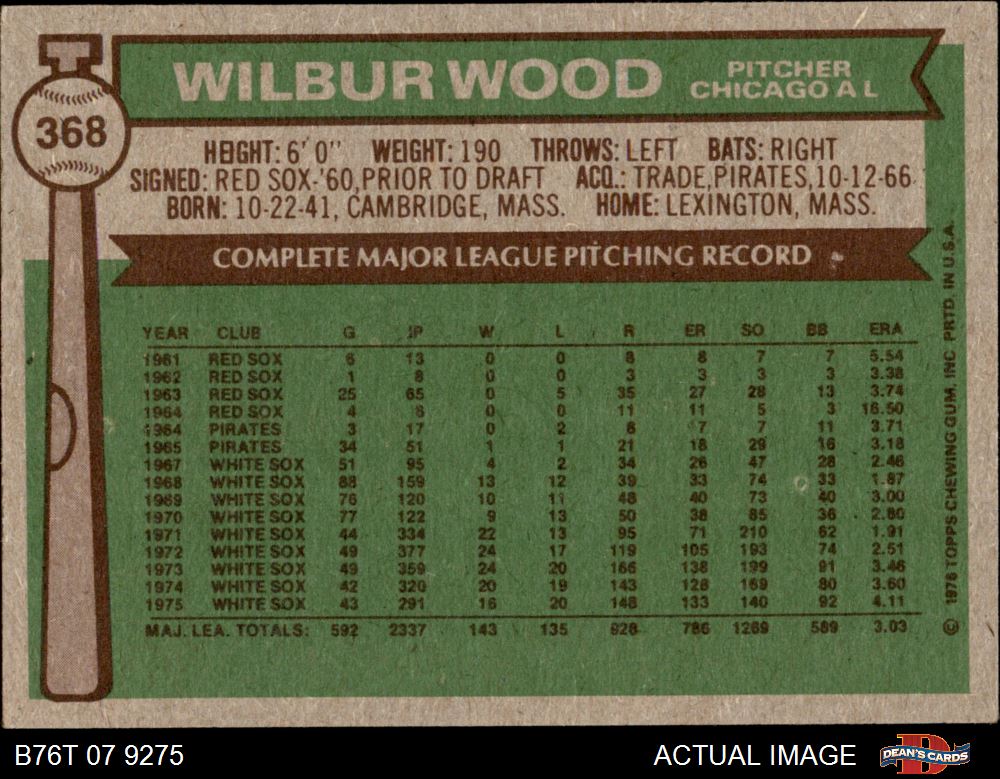 WILBUR WOOD
PITCHER
CHICAGO A L
368
HEIGHT: 6' 0" WEIGHT: 190 THROWS: LEFT BATS: RIGHT
SIGNED: RED SOX-'60, PRIOR TO DRAFT ACQ.: TRADE, PIRATES, 10-12-66
BORN: 10-22-41, CAMBRIDGE, MASS. HOME: LEXINGTON, MASS.
COMPLETE MAJOR LEAGUE PITCHING RECORD
YEAR CLUB G IP W L R ER SO BB ERA
1961 RED SOX 6 13 0 0 8 8 7 7 5.54
1962 RED SOX 1 8 0 0 3 3 3 3 3.38
1963 RED SOX 25 65 0 5 35 27 28 13 3.74
1964 RED SOX 4 6 0 0 11 11 5 3 16.50
1964 PIRATES 3 17 0 2 8 7 7 11 3.71
1965 PIRATES 34 51 1 1 21 18 29 16 3.18
1967 WHITE SOX 51 95 4 2 34 26 47 28 2.46
1968 WHITE SOX 88 159 13 12 39 33 74 33 1.87
1969 WHITE SOX 76 120 10 11 48 40 73 40 3.00
1970 WHITE SOX 77 122 9 13 50 38 85 36 2.80
1971 WHITE SOX 44 334 22 13 95 71 210 62 1.91
1972 WHITE SOX 49 377 24 17 119 105 193 74 2.51
1973 WHITE SOX 49 359 24 20 166 138 199 91 3.46
1974 WHITE SOX 42 320 20 19 143 128 169 80 3.60
1975 WHITE SOX 43 291 16 20 148 133 140 92 4.11
MAJ. LEA. TOTALS: 592 2337 143 135 928 786 1269 589 3.03
© 1976 TOPPS CHEWING GUM, INC PRTD. IN U.S.A.
B76T 07 9275
ACTUAL IMAGE
DEAN'S CARDS